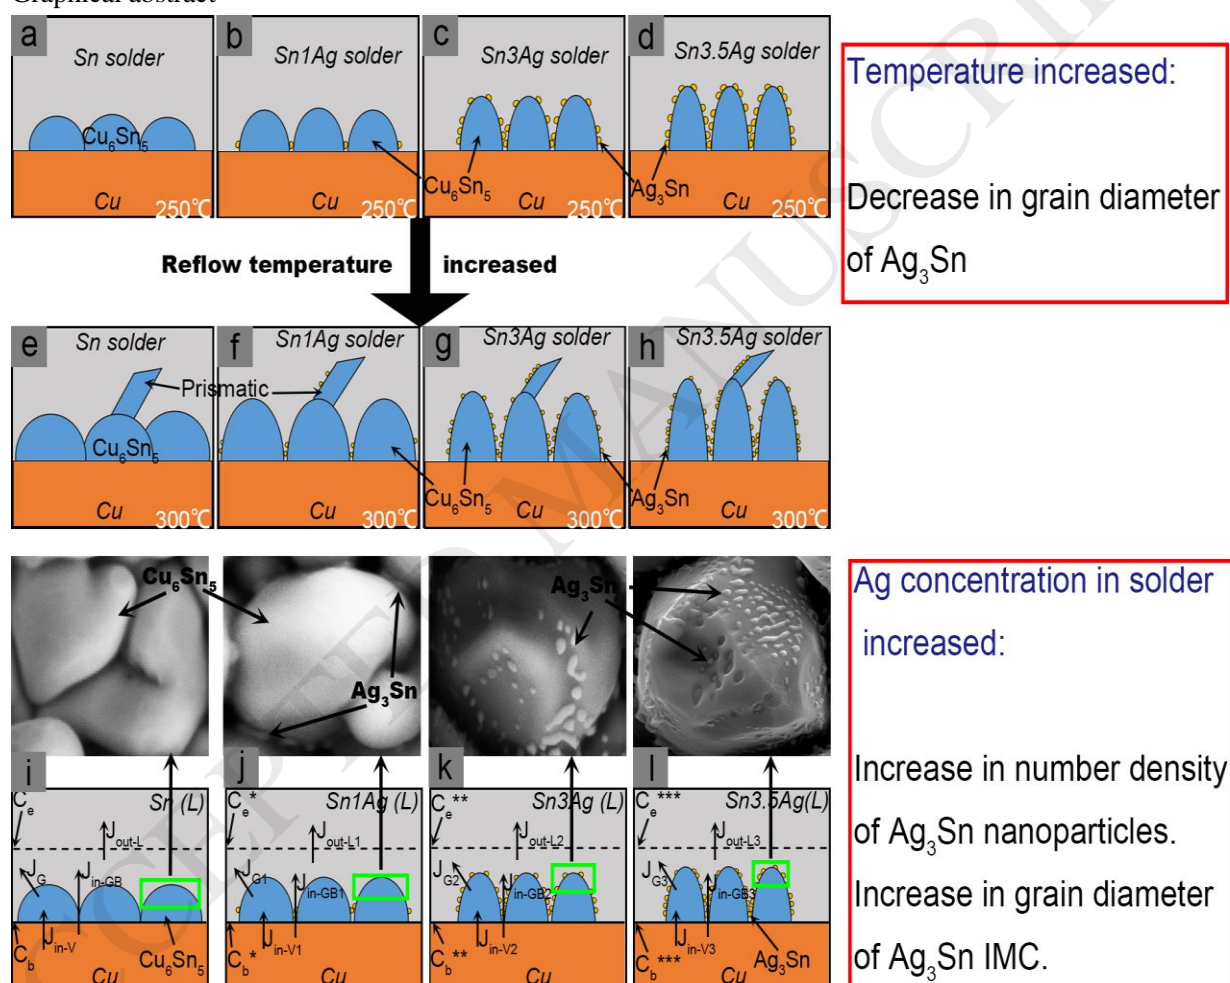 Graphical abstract
a
Sn solder
Cu6Sn5
Cu
250℃
b
Sn1Ag solder
Cu
250℃
c
Sn3Ag solder
Cu
250℃
d
Sn3.5Ag solder
Cu
250℃
Cu6Sn5
Ag3Sn
Temperature increased:
Decrease in grain diameter
of Ag3Sn
Reflow temperature increased
e
Sn solder
Prismatic
Cu6Sn5
Cu
300℃
f
Sn1Ag solder
Cu
300℃
g
Sn3Ag solder
Cu
300℃
h
Sn3.5Ag solder
Cu
300℃
Cu6Sn5
Ag3Sn
Cu6Sn5
Ag3Sn
Ag3Sn
i
Sn (L)
Ce
Jout-L
JG
Jin-GB
Jin-V
Cb
Cu6Sn5
Cu
j
Sn1Ag (L)
Ce*
Jout-L1
JG1
Jin-GB1
Jin-V1
Cb*
Cu
k
Sn3Ag (L)
Ce**
Jout-L2
JG2
Jin-GB2
Jin-V2
Cb**
Cu
l
Sn3.5Ag(L)
Ce***
Jout-L3
JG3
Jin-GB3
Jin-V3
Cb***
Ag3Sn
Cu
Ag concentration in solder
increased:
Increase in number density
of Ag3Sn nanoparticles.
Increase in grain diameter
of Ag3Sn IMC.
CCEPTED MANUSCRI